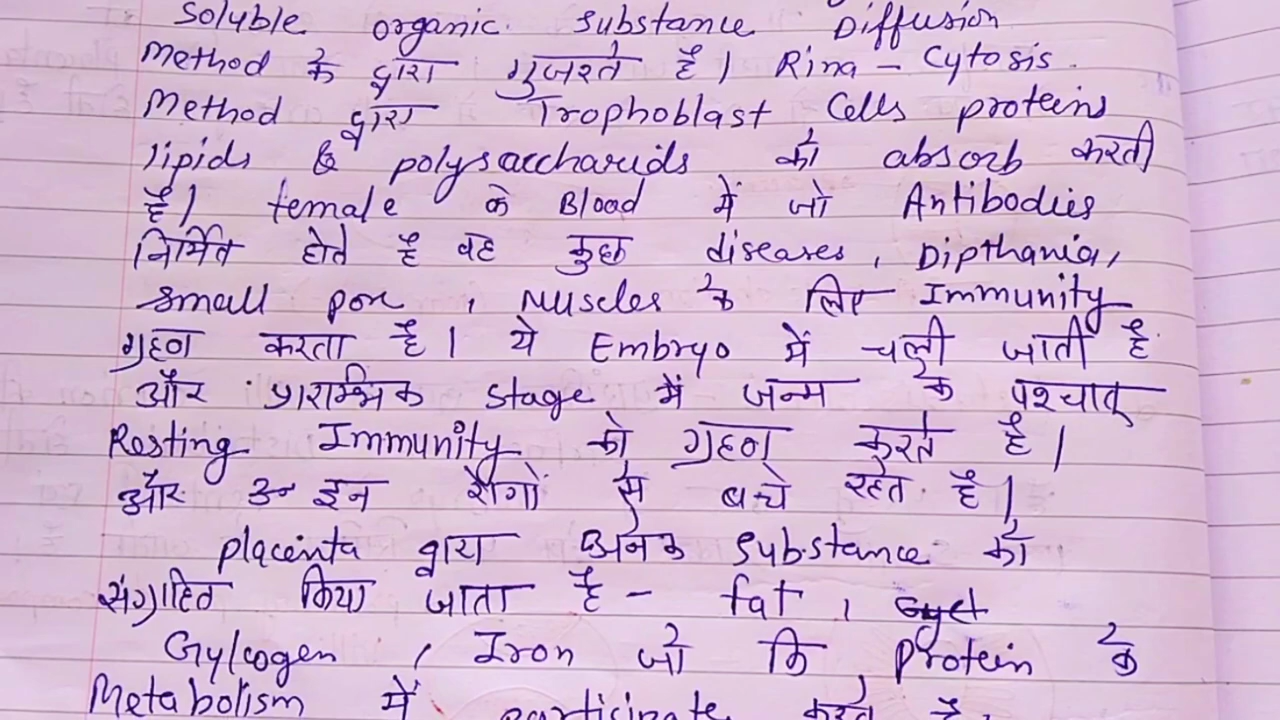 Soluble organic substance Diffusion
Method के द्वारा गुजरते है। Rina - Cytosis.
Method द्वारा Trophoblast Cells proteins
lipids & polysaccharids को absorb करती
है। female के Blood में जो Antibodies
निर्मित होते है वह कुछ diseases, Dipthania,
small pox, Muscles के लिए Immunity
ग्रहण करता है। ये Embryo में चली जाती है
और प्राराम्भिक stage में जन्म के पश्चात्
Resting Immunity को ग्रहण करते है।
और उन इन रोगों से बचे रहते है।
placenta द्वारा अनेक substance को
संग्रहित किया जाता है - fat,
Gylcogen, Iron जो कि protein के
Metabolism में participate करते है.